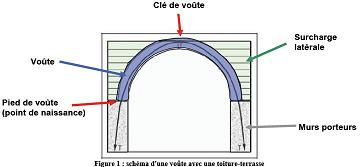 Clé de voûte
Surcharge
latérale
Voûte
Pied de voûte
(point de naissance)
Murs porteurs
Figure 1 : schéma d'une voûte avec une toiture-terrasse